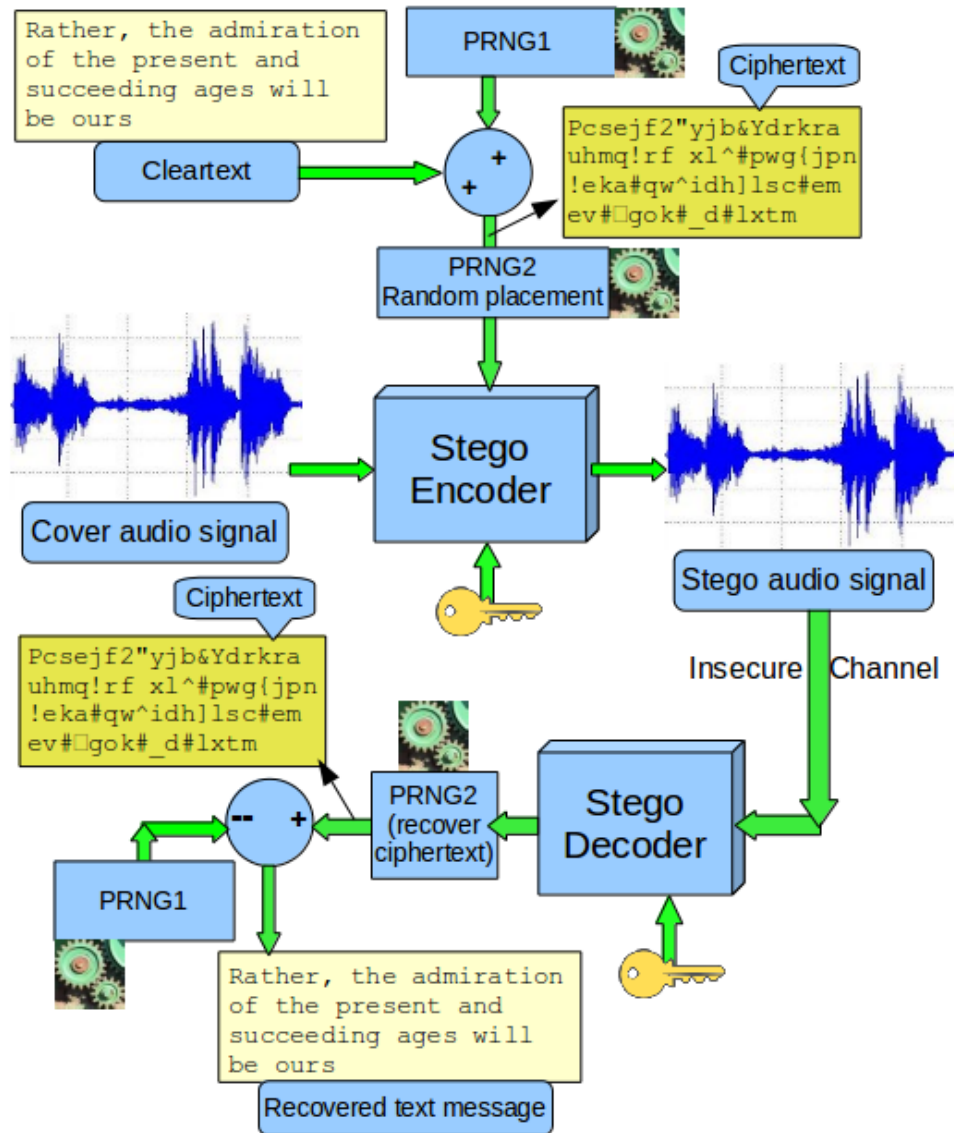 Rather, the admiration
of the present and
succeeding ages will
be ours
Cleartext
PRNG1
+
+
Ciphertext
Pcsejf2"yjb&Ydrkra
uhmq!rf xl^#pwg{jpn
!eka#qw^idh]lsc#em
ev#□gok#_d#lxtm
PRNG2
Random placement
Stego
Encoder
Cover audio signal
Stego audio signal
Insecure Channel
Ciphertext
Pcsejf2"yjb&Ydrkra
uhmq!rf xl^#pwg{jpn
!eka#qw^idh]lsc#em
ev#□gok#_d#lxtm
Stego
Decoder
PRNG2
(recover
ciphertext)
-- +
PRNG1
Rather, the admiration
of the present and
succeeding ages will
be ours
Recovered text message